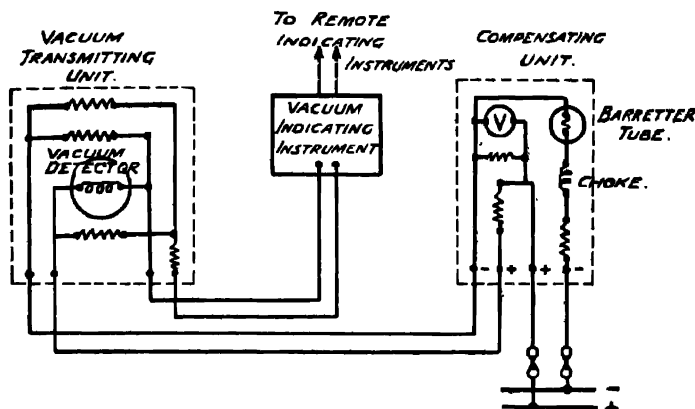 VACUUM
TRANSMITTING
UNIT.
VACUUM
DETECTOR
TO REMOTE
INDICATING
INSTRUMENTS
VACUUM
INDICATING
INSTRUMENT
COMPENSATING
UNIT.
V
BARRETTER
TUBE.
CHOKE.
- + + -
-
+